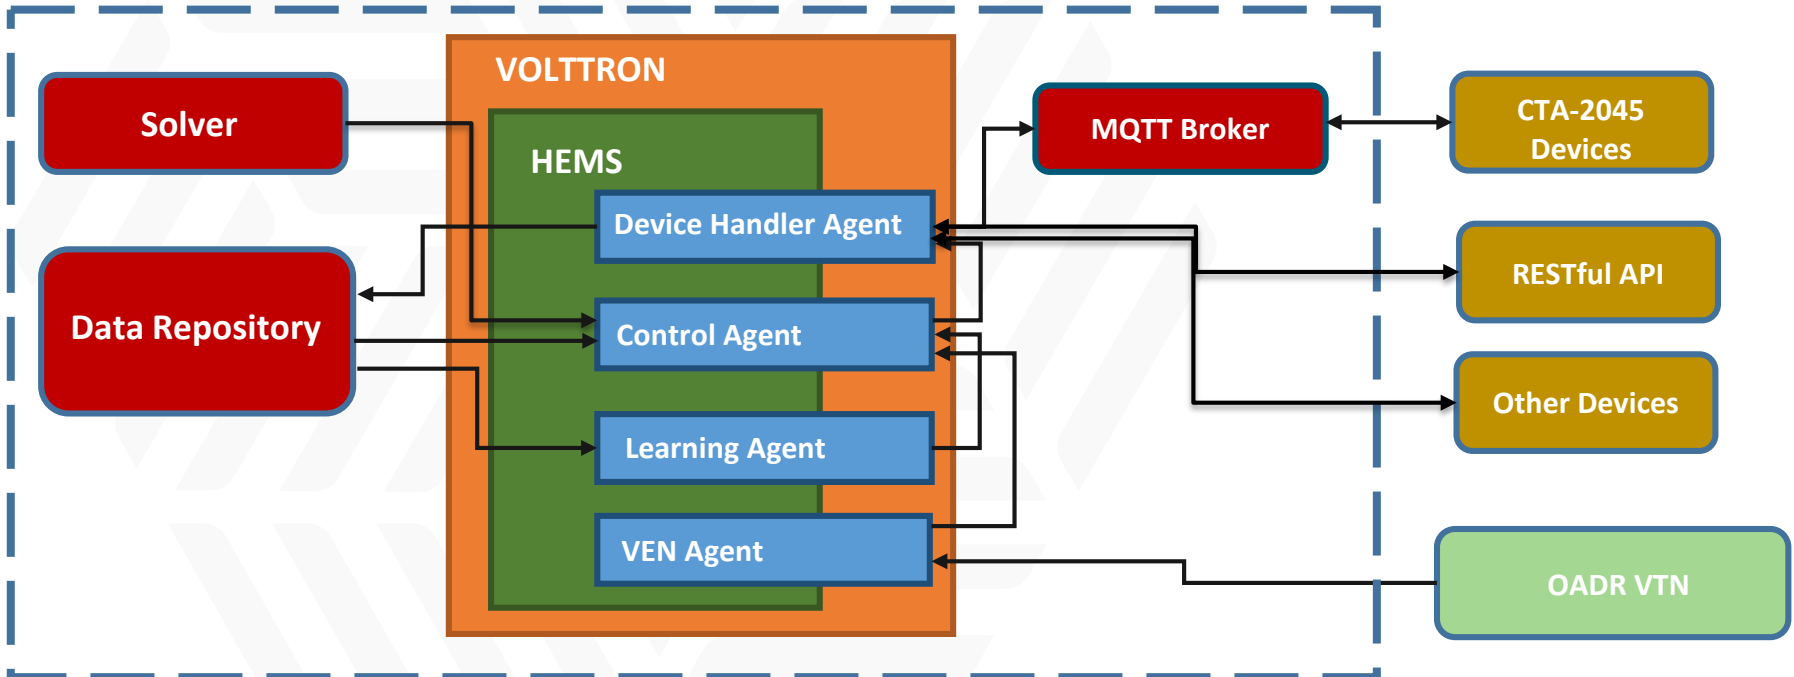 VOLTTRON
Solver
HEMS
MQTT Broker
CTA-2045
Devices
Device Handler Agent
RESTful API
Data Repository
Control Agent
Other Devices
Learning Agent
VEN Agent
OADR VTN